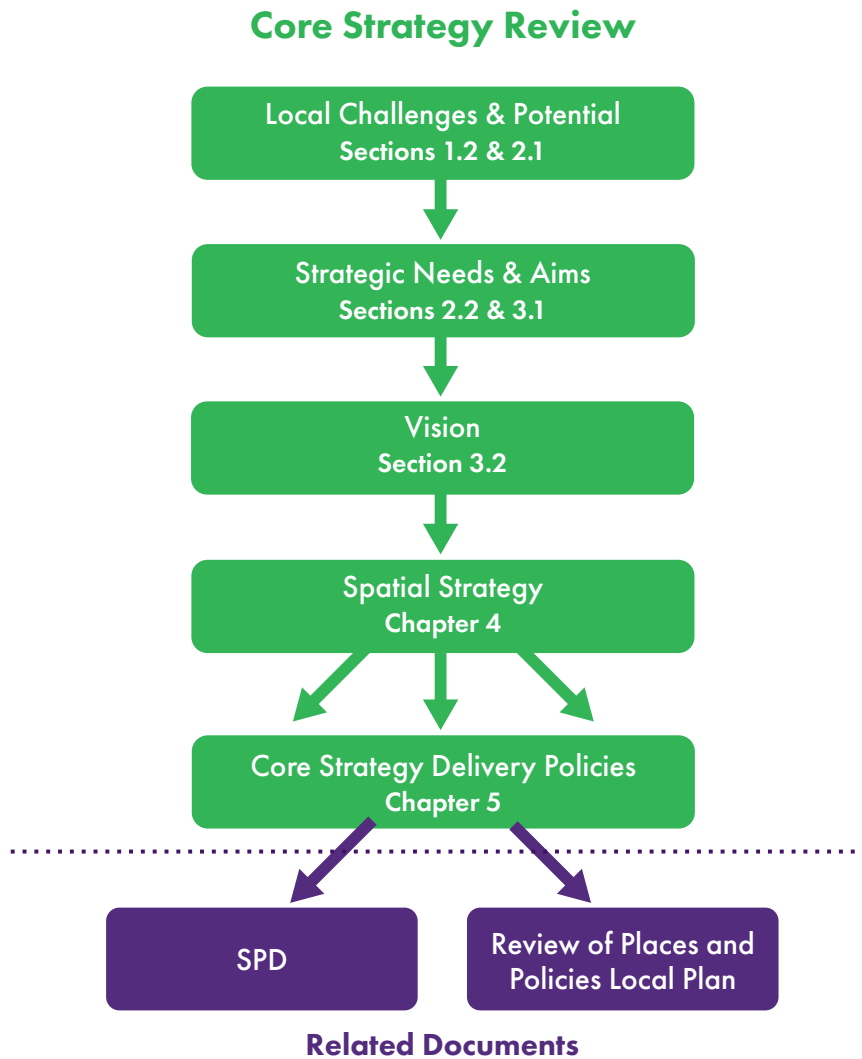 Core Strategy Review
Local Challenges & Potential
Sections 1.2 & 2.1
Strategic Needs & Aims
Sections 2.2 & 3.1
Vision
Section 3.2
Spatial Strategy
Chapter 4
Core Strategy Delivery Policies
Chapter 5
SPD
Review of Places and
Policies Local Plan
Related Documents